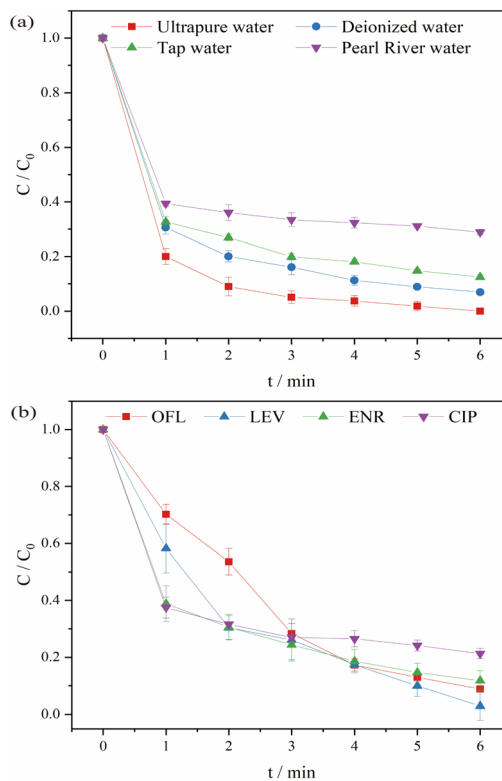 (a)
Ultrapure water Deionized water
Tap water Pearl River water
1.0
0.8
0.6
0.4
0.2
0.0
C / C0
0 1 2 3 4 5 6
t / min
(b)
OFL LEV ENR CIP
1.0
0.8
0.6
0.4
0.2
0.0
C / C0
0 1 2 3 4 5 6
t / min